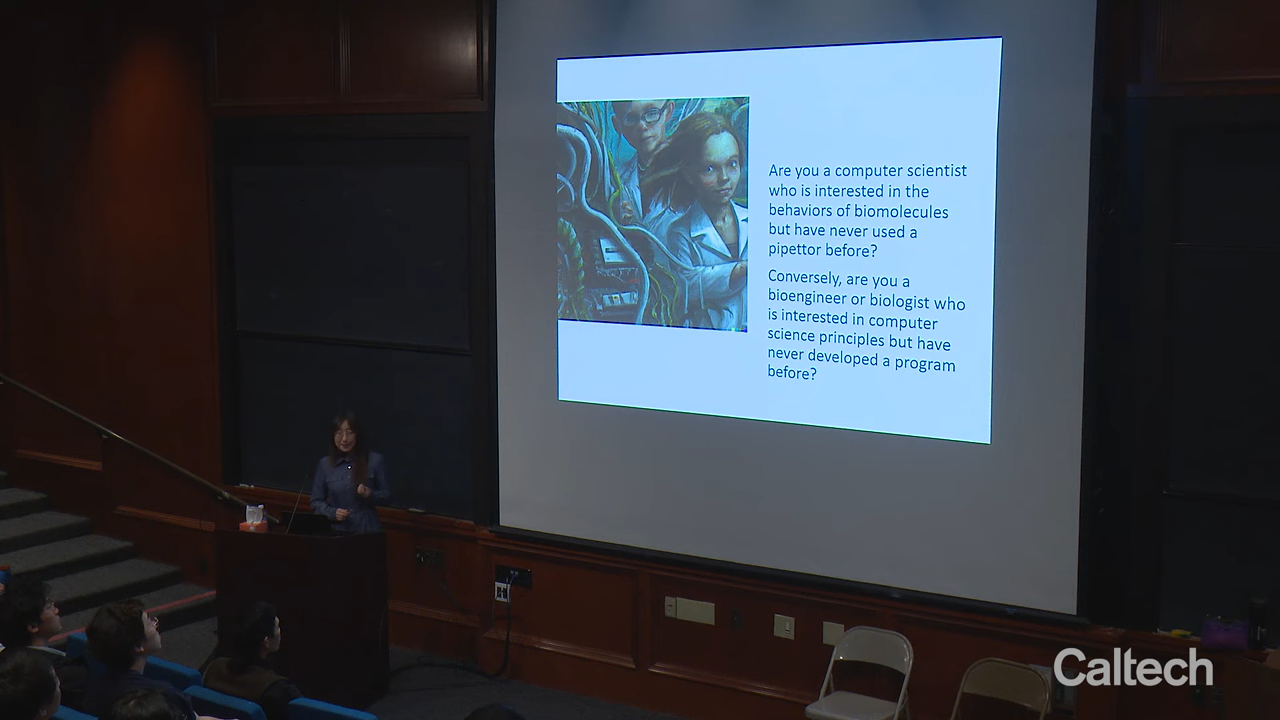 Are you a computer scientist
who is interested in the
behaviors of biomolecules
but have never used a
pipettor before?
Conversely, are you a
bioengineer or biologist who
is interested in computer
science principles but have
never developed a program
before?
Caltech